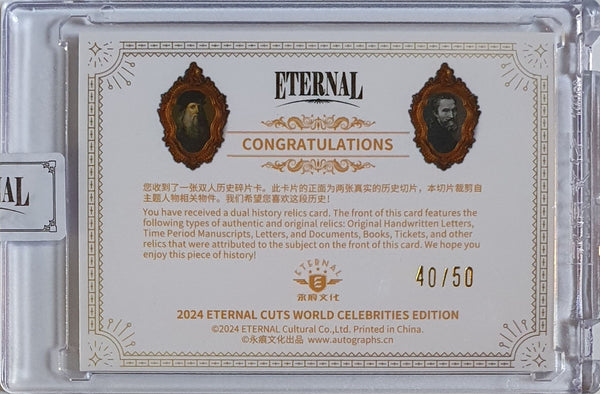 ETERNAL
CONGRATULATIONS
NAL
您收到了一张双人历史碎片卡。此卡片的正面为两张真实的历史切片，本切片裁剪自
主题人物相关物件。我们希望您喜欢这段历史！
You have received a dual history relics card. The front of this card features the
following types of authentic and original relics: Original Handwritten Letters,
Time Period Manuscripts, Letters, and Documents, Books, Tickets, and other
relics that were attributed to the subject on the front of this card. We hope you
enjoy this piece of history!
ETERNAL
永痕文化
40/50
2024 ETERNAL CUTS WORLD CELEBRITIES EDITION
©2024 ETERNAL Cultural Co.,Ltd. Printed in China.
©永痕文化出品 www.autographs.cn